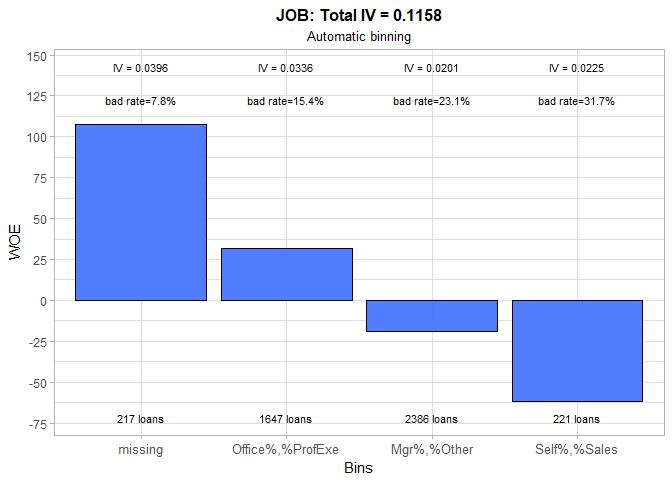 JOB: Total IV = 0.1158
Automatic binning
150
125
100
75
50
25
0
-25
-50
-75
WOE
IV = 0.0396 IV = 0.0336 IV = 0.0201 IV = 0.0225
bad rate=7.8% bad rate=15.4% bad rate=23.1% bad rate=31.7%
217 loans 1647 loans 2386 loans 221 loans
missing Office%,%ProfExe Mgr%,%Other Self%,%Sales
Bins